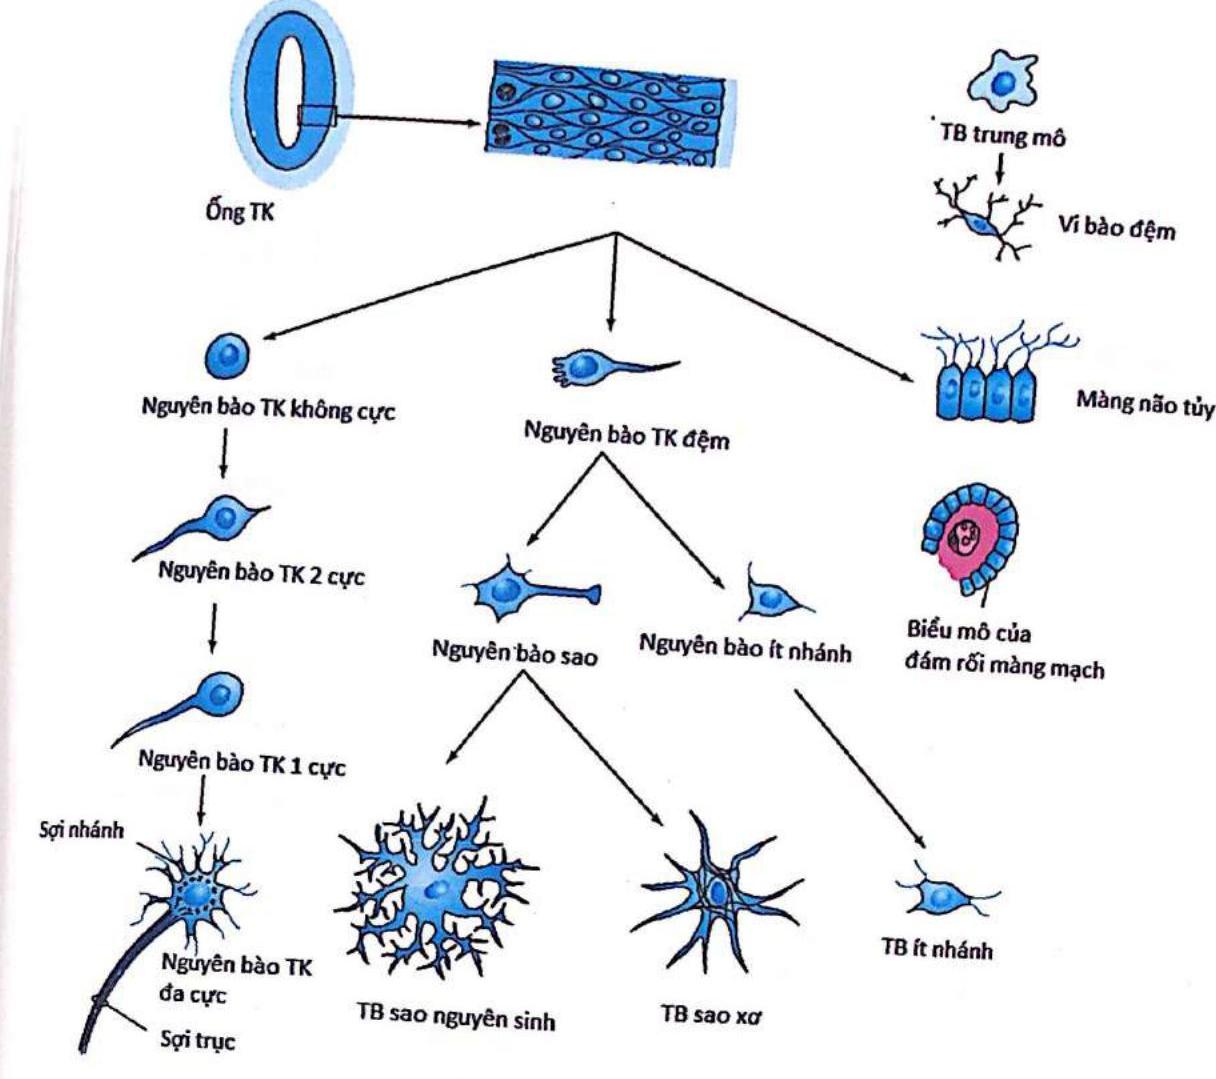 Ống TK
TB trung mô
Vi bào đệm
Nguyên bào TK không cực
Nguyên bào TK đệm
Màng não tủy
Nguyên bào TK 2 cực
Nguyên bào sao
Nguyên bào ít nhánh
Biểu mô của
đám rối màng mạch
Nguyên bào TK 1 cực
Sợi nhánh
Nguyên bào TK
đa cực
Sợi trục
TB sao nguyên sinh
TB sao xơ
TB ít nhánh